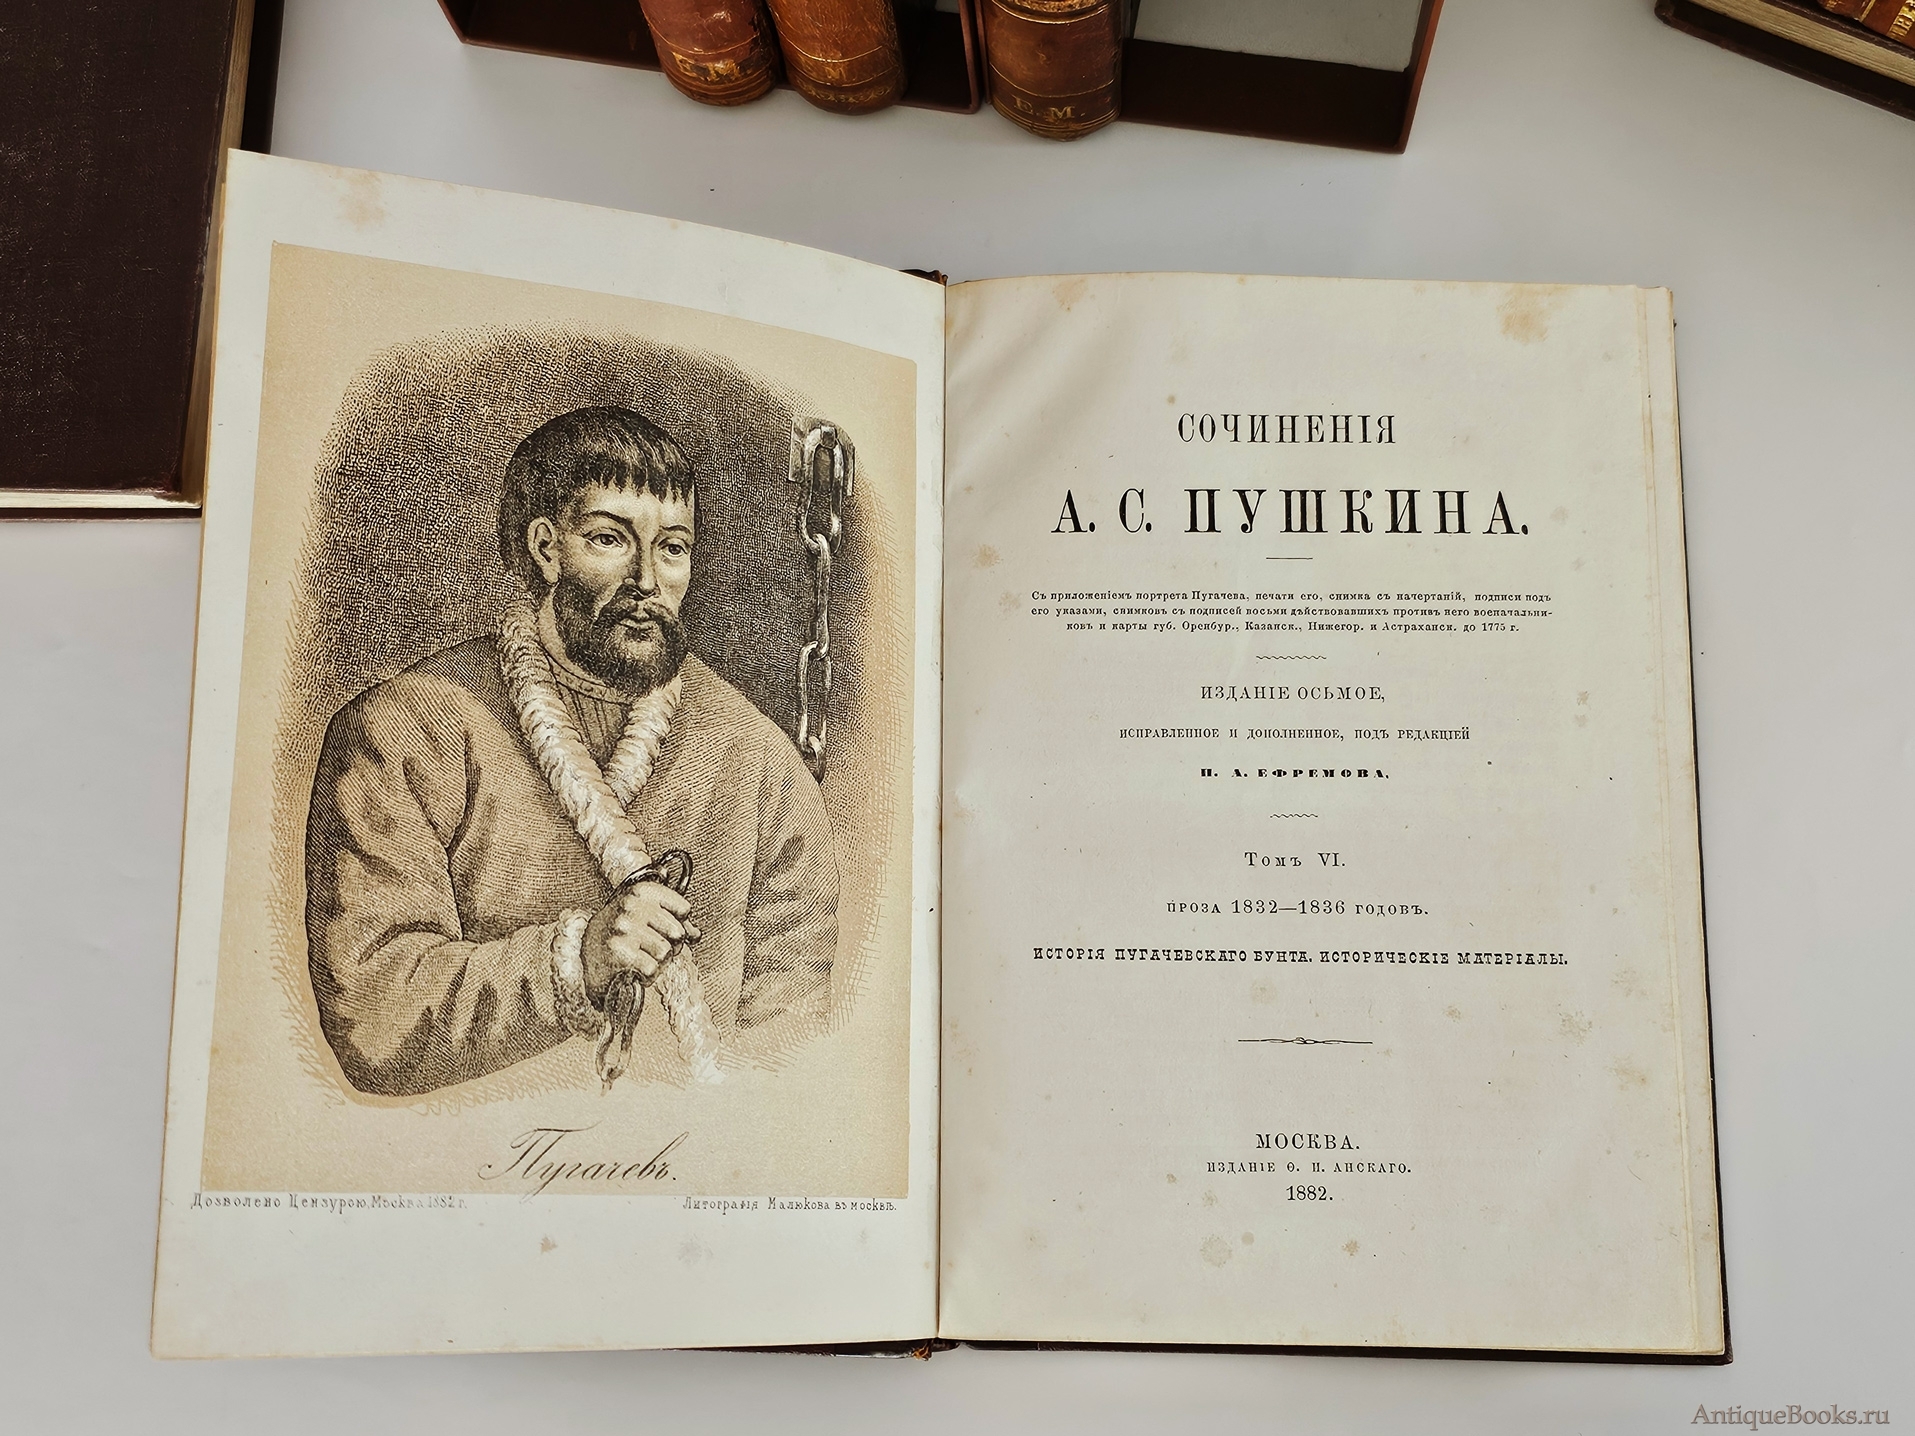 Е. М.
М
Е. М.
Пугачевъ.
Дозволено Цензурою, Москва 1882 г.
Литографія Малюкова въ москвѣ.
СОЧИНЕНІЯ
А. С. ПУШКИНА.
Съ приложеніемъ портрета Пугачева, печати его, снимка съ начертаній, подписи подъ
его указами, снимковъ съ подписей восьми дѣйствовавшихъ противъ него военачальни-
ковъ и карты губ. Оренбур., Казанск., Нижегор. и Астраханск. до 1775 г.
ИЗДАНІЕ ОСЬМОЕ,
ИСПРАВЛЕННОЕ И ДОПОЛНЕННОЕ, ПОДЪ РЕДАКЦІЕЙ
П. А. ЕФРЕМОВА.
Томъ VI.
ПРОЗА 1832—1836 ГОДОВЪ.
ИСТОРІЯ ПУГАЧЕВСКАГО БУНТА. ИСТОРИЧЕСКІЕ МАТЕРІАЛЫ.
МОСКВА.
ИЗДАНІЕ Ѳ. И. АНСКАГО.
1882.
AntiqueBooks.ru